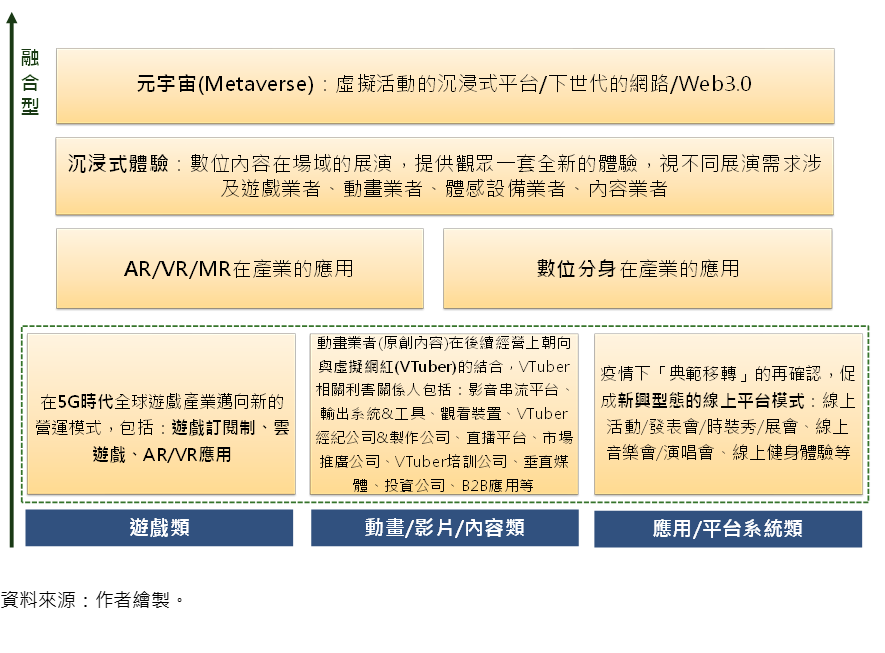 融
合
型
元宇宙(Metaverse)：虛擬活動的沉浸式平台/下世代的網路/Web3.0
沉浸式體驗：數位內容在場域的展演，提供觀眾一套全新的體驗，視不同展演需求涉
及遊戲業者、動畫業者、體感設備業者、內容業者
AR/VR/MR在產業的應用
數位分身在產業的應用
在5G時代全球遊戲產業邁向新的
營運模式，包括：遊戲訂閱制、雲
遊戲、AR/VR應用
動畫業者(原創內容)在後續經營上朝向
與虛擬網紅(VTuber)的結合，VTuber
相關利害關係人包括：影音串流平台、
輸出系統&工具、觀看裝置、VTuber
經紀公司&製作公司、直播平台、市場
推廣公司、VTuber培訓公司、垂直媒
體、投資公司、B2B應用等
疫情下「典範移轉」的再確認，促
成新興型態的線上平台模式：線上
活動/發表會/時裝秀/展會、線上
音樂會/演唱會、線上健身體驗等
遊戲類
動畫/影片/內容類
應用/平台系統類
資料來源：作者繪製。